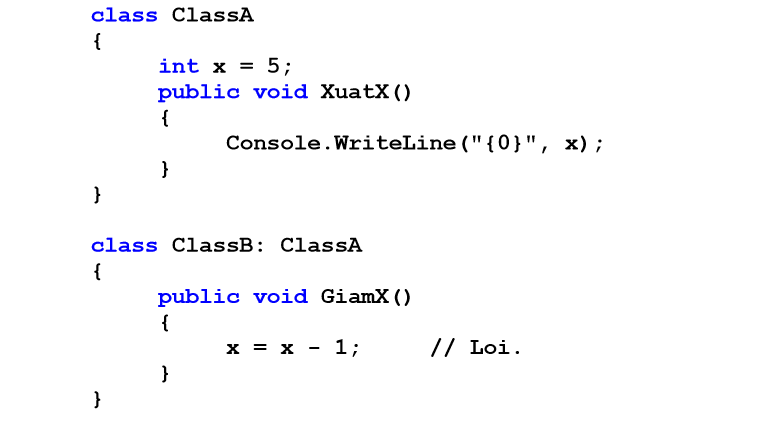 class ClassA
{
int x = 5;
public void XuatX()
{
Console.WriteLine("{0}", x);
}
}
class ClassB: ClassA
{
public void GiamX()
{
x = x - 1; // Loi.
}
}